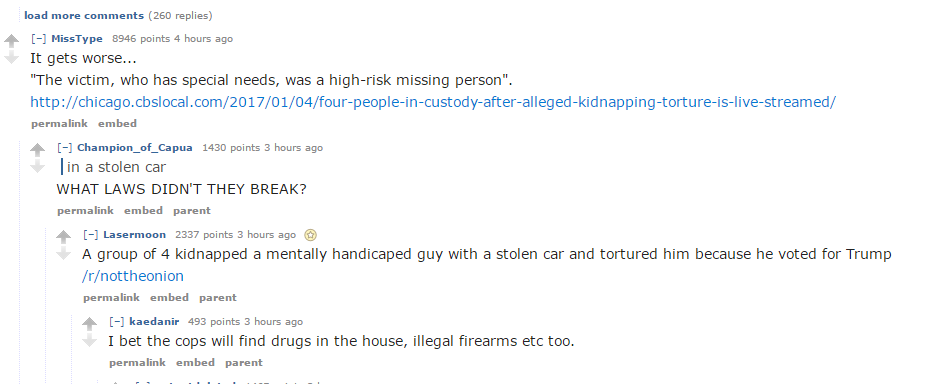 load more comments (260 replies)
[–] MissType 8946 points 4 hours ago
It gets worse...
"The victim, who has special needs, was a high-risk missing person".
http://chicago.cbslocal.com/2017/01/04/four-people-in-custody-after-alleged-kidnapping-torture-is-live-streamed/
permalink embed
[–] Champion_of_Capua 1430 points 3 hours ago
in a stolen car
WHAT LAWS DIDN'T THEY BREAK?
permalink embed parent
[–] Lasermoon 2337 points 3 hours ago
A group of 4 kidnapped a mentally handicaped guy with a stolen car and tortured him because he voted for Trump
/r/nottheonion
permalink embed parent
[–] kaedanir 493 points 3 hours ago
I bet the cops will find drugs in the house, illegal firearms etc too.
permalink embed parent